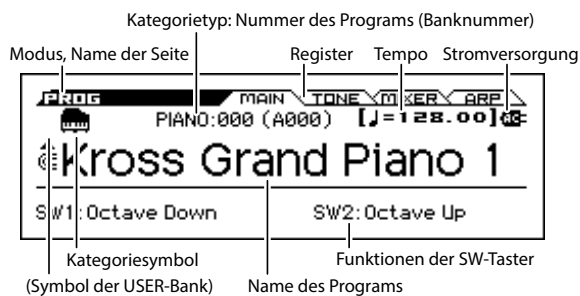 Kategorietyp: Nummer des Programs (Banknummer)
Modus, Name der Seite Register Tempo Stromversorgung
PROG MAIN TONE MIXER ARP
PIANO:000 (A000) [♩=128.00]
Kross Grand Piano 1
SW1:Octave Down SW2:Octave Up
Kategoriesymbol Funktionen der SW-Taster
(Symbol der USER-Bank) Name des Programs